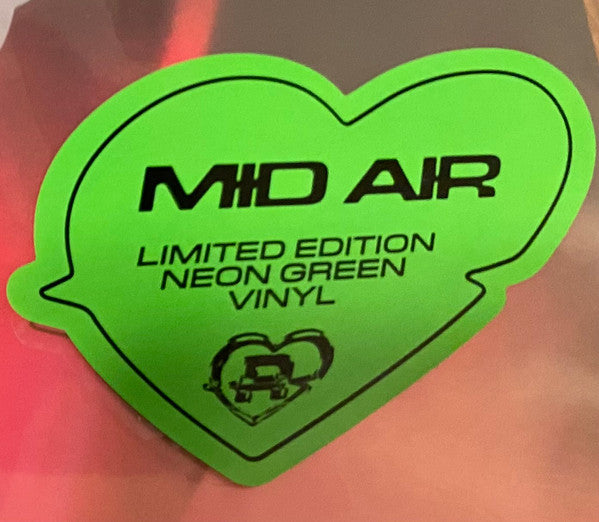 MID AIR
LIMITED EDITION
NEON GREEN
VINYL
R